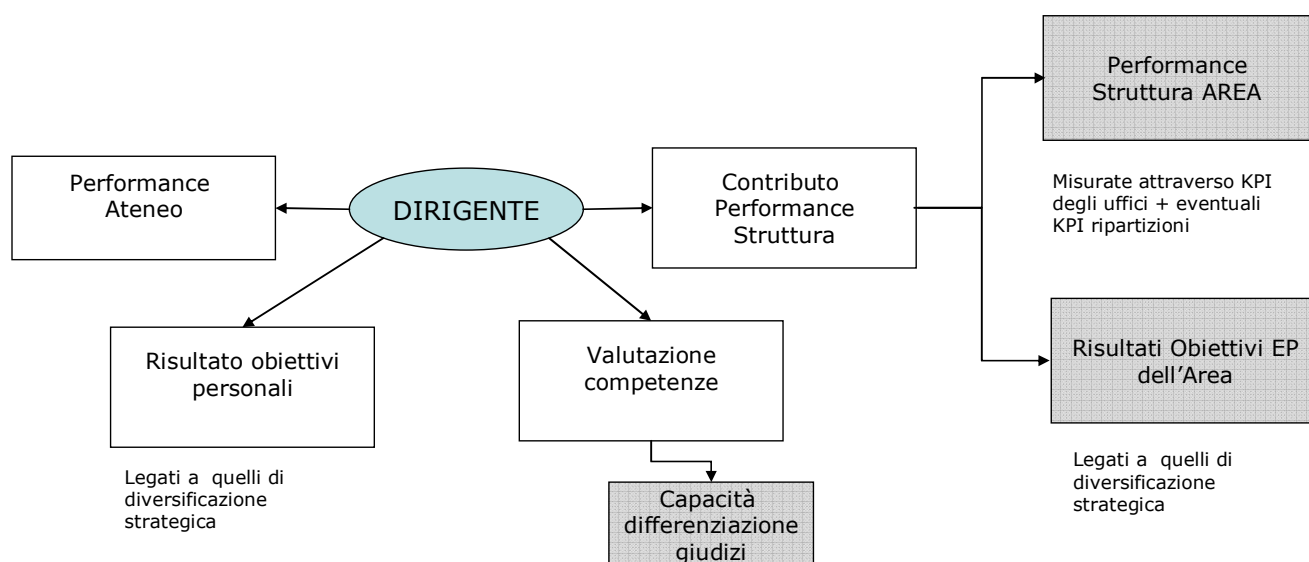 Performance
Struttura AREA
Misurate attraverso KPI
degli uffici + eventuali
KPI ripartizioni
Performance
Ateneo
DIRIGENTE
Contributo
Performance
Struttura
Risultato obiettivi
personali
Legati a quelli di
diversificazione
strategica
Valutazione
competenze
Capacità
differenziazione
giudizi
Risultati Obiettivi EP
dell'Area
Legati a quelli di
diversificazione
strategica